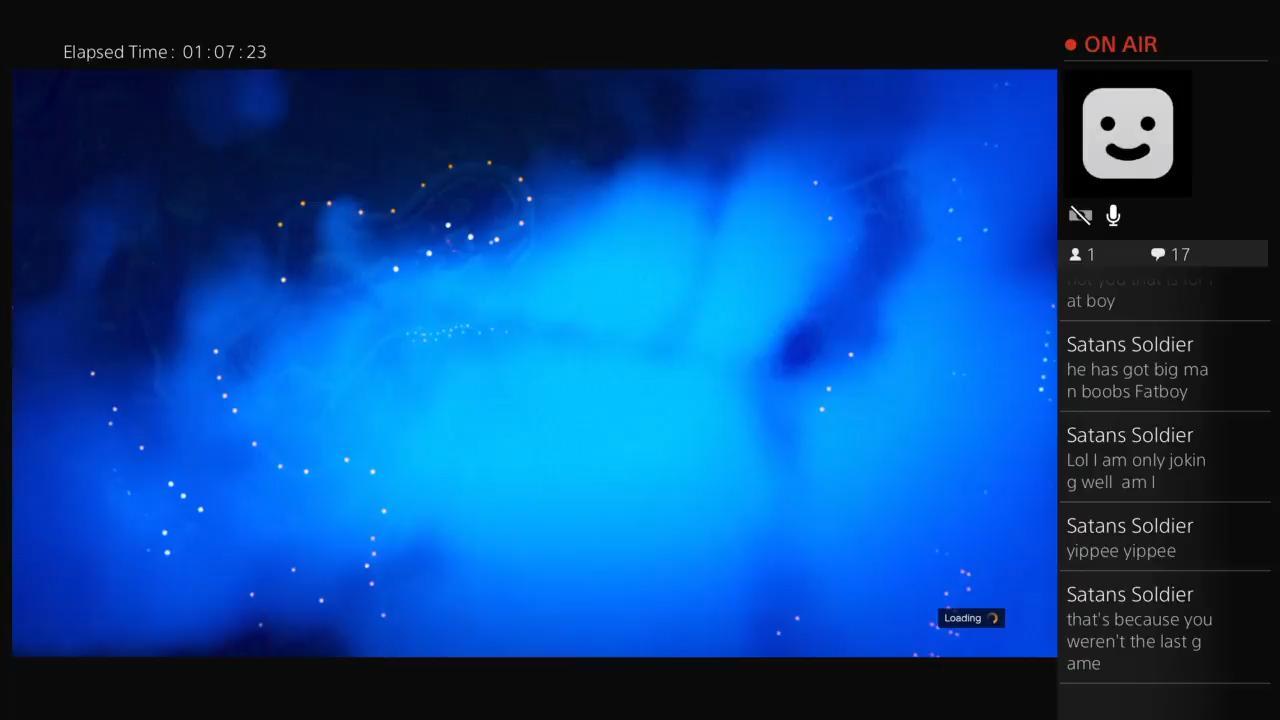 Elapsed Time: 01:07:23
ON AIR
1
17
at boy
Satans Soldier
he has got big ma
n boobs Fatboy
Satans Soldier
Lol I am only jokin
g well am I
Satans Soldier
yippee yippee
Satans Soldier
that's because you
weren't the last g
ame
Loading